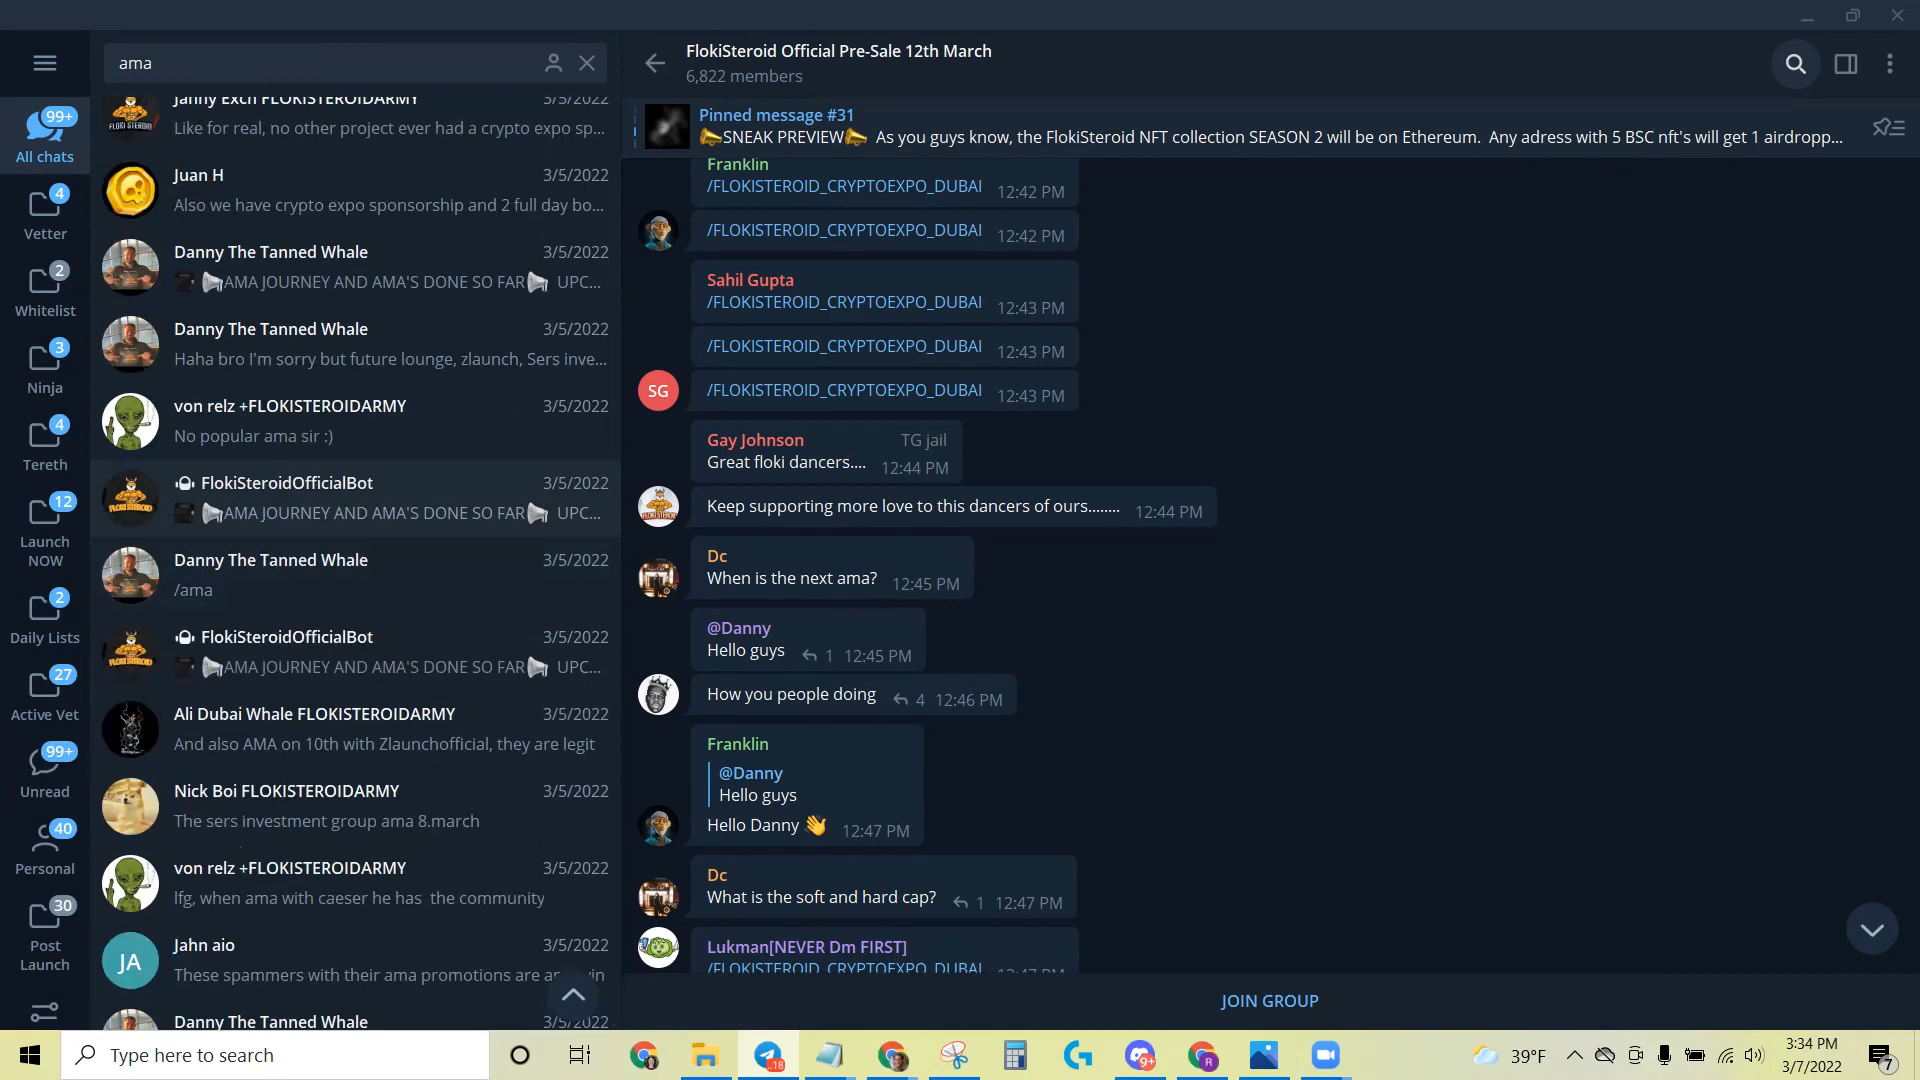 ama
99+
All chats
4
Vetter
2
Whitelist
3
Ninja
4
Tereth
12
Launch
NOW
2
Daily Lists
27
Active Vet
99+
Unread
40
Personal
30
Post
Launch
Janny Exch FLOKISTEROIDARMY 3/5/2022
Like for real, no other project ever had a crypto expo sp...
Juan H 3/5/2022
Also we have crypto expo sponsorship and 2 full day bo...
Danny The Tanned Whale 3/5/2022
AMA JOURNEY AND AMA'S DONE SO FAR UPC...
Danny The Tanned Whale 3/5/2022
Haha bro I'm sorry but future lounge, zlaunch, Sers inve...
von relz +FLOKISTEROIDARMY 3/5/2022
No popular ama sir :)
FlokiSteroidOfficialBot 3/5/2022
AMA JOURNEY AND AMA'S DONE SO FAR UPC...
Danny The Tanned Whale 3/5/2022
/ama
FlokiSteroidOfficialBot 3/5/2022
AMA JOURNEY AND AMA'S DONE SO FAR UPC...
Ali Dubai Whale FLOKISTEROIDARMY 3/5/2022
And also AMA on 10th with Zlaunchofficial, they are legit
Nick Boi FLOKISTEROIDARMY 3/5/2022
The sers investment group ama 8.march
von relz +FLOKISTEROIDARMY 3/5/2022
lfg, when ama with caeser he has the community
JA
Jahn aio 3/5/2022
These spammers with their ama promotions are
Danny The Tanned Whale 3/5/2022
FlokiSteroid Official Pre-Sale 12th March
6,822 members
Pinned message #31
📣SNEAK PREVIEW📣 As you guys know, the FlokiSteroid NFT collection SEASON 2 will be on Ethereum. Any adress with 5 BSC nft's will get 1 airdropp...
Franklin
/FLOKISTEROID_CRYPTOEXPO_DUBAI 12:42 PM
/FLOKISTEROID_CRYPTOEXPO_DUBAI 12:42 PM
Sahil Gupta
/FLOKISTEROID_CRYPTOEXPO_DUBAI 12:43 PM
/FLOKISTEROID_CRYPTOEXPO_DUBAI 12:43 PM
SG
/FLOKISTEROID_CRYPTOEXPO_DUBAI 12:43 PM
Gay Johnson TG jail
Great floki dancers.... 12:44 PM
Keep supporting more love to this dancers of ours........ 12:44 PM
Dc
When is the next ama? 12:45 PM
@Danny
Hello guys 1 12:45 PM
How you people doing 4 12:46 PM
Franklin
@Danny
Hello guys
Hello Danny 👋 12:47 PM
Dc
What is the soft and hard cap? 1 12:47 PM
Lukman[NEVER Dm FIRST]
/FLOKISTEROID_CRYPTOEXPO_DUBAI 12:47 PM
JOIN GROUP
Type here to search
..18
9+
R
39°F
3:34 PM
3/7/2022
7